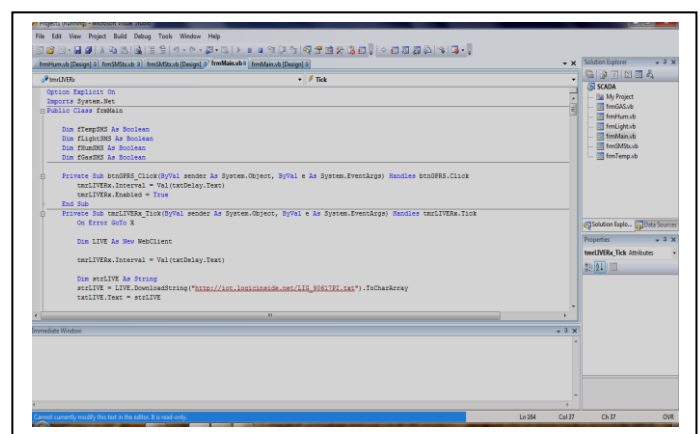 Projects (Running) - Microsoft Visual Studio
File Edit View Project Build Debug Tools Window Help
frmHum.vb [Design] frmSMStx.vb frmSMStx.vb [Design] frmMain.vb frmMain.vb [Design]
Solution Explorer
tmrLIVERx
Tick
SCADA
My Project
frmGAS.vb
frmHum.vb
frmLight.vb
frmMain.vb
frmSMStx.vb
frmTemp.vb
Option Explicit On
Imports System.Net
Public Class frmMain
Dim fTempSMS As Boolean
Dim fLightSMS As Boolean
Dim fHumSMS As Boolean
Dim fGasSMS As Boolean
Private Sub btnGPRS_Click(ByVal sender As System.Object, ByVal e As System.EventArgs) Handles btnGPRS.Click
tmrLIVERx.Interval = Val(txtDelay.Text)
tmrLIVERx.Enabled = True
End Sub
Private Sub tmrLIVERx_Tick(ByVal sender As System.Object, ByVal e As System.EventArgs) Handles tmrLIVERx.Tick
On Error GoTo X
Dim LIVE As New WebClient
tmrLIVERx.Interval = Val(txtDelay.Text)
Dim strLIVE As String
strLIVE = LIVE.DownloadString("http://iot.logicinside.net/LIG_90617PI.txt").ToCharArray
txtLIVE.Text = strLIVE
Solution Explo... Data Sources
Properties
tmrLIVERx_Tick Attributes
Immediate Window
Cannot currently modify this text in the editor. It is read-only.
Ln 184 Col 37 Ch 37 OVR